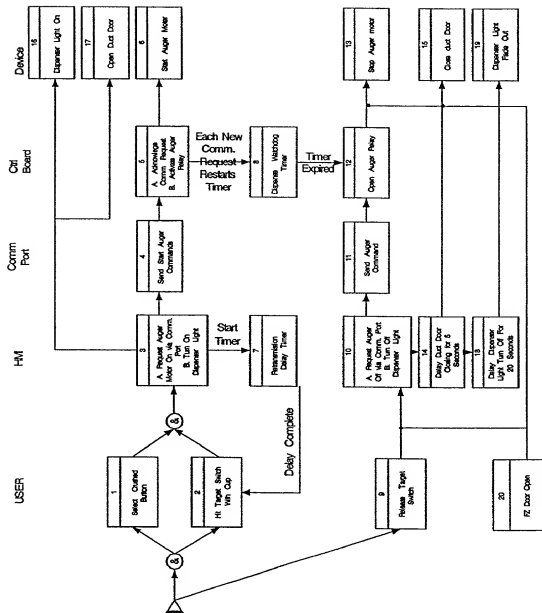 USER
HMI
Comm
Port
Ctrl
Board
Device
16
Dispenser Light On
17
Open Duct Door
1
Select Crushed
Button
2
Hit Target Switch
With Cup
&
&
3
A. Request Auger
Motor On Via Comm.
Port
B. Turn On
Dispenser Light
4
Send Start Auger
Commands
5
A. Acknowledge
Comm Request
B. Activate Auger
Relay
6
Start Auger Motor
Start
Timer
7
Retransmission
Delay Timer
Delay Complete
Each New
Comm.
Request
Restarts
Timer
8
Dispense Watchdog
Timer
Timer
Expired
9
Release Target
Switch
10
A. Request Auger
Off Via Comm. Port
B. Turn Off
Dispenser Light
11
Send Auger
Command
12
Open Auger Relay
13
Stop Auger motor
14
Delay Duct Door
Closing for 5
Seconds
15
Close duct Door
18
Delay Dispenser
Light Turn Off For
20 Seconds
19
Dispenser Light
Fade Out
20
FZ Door Open